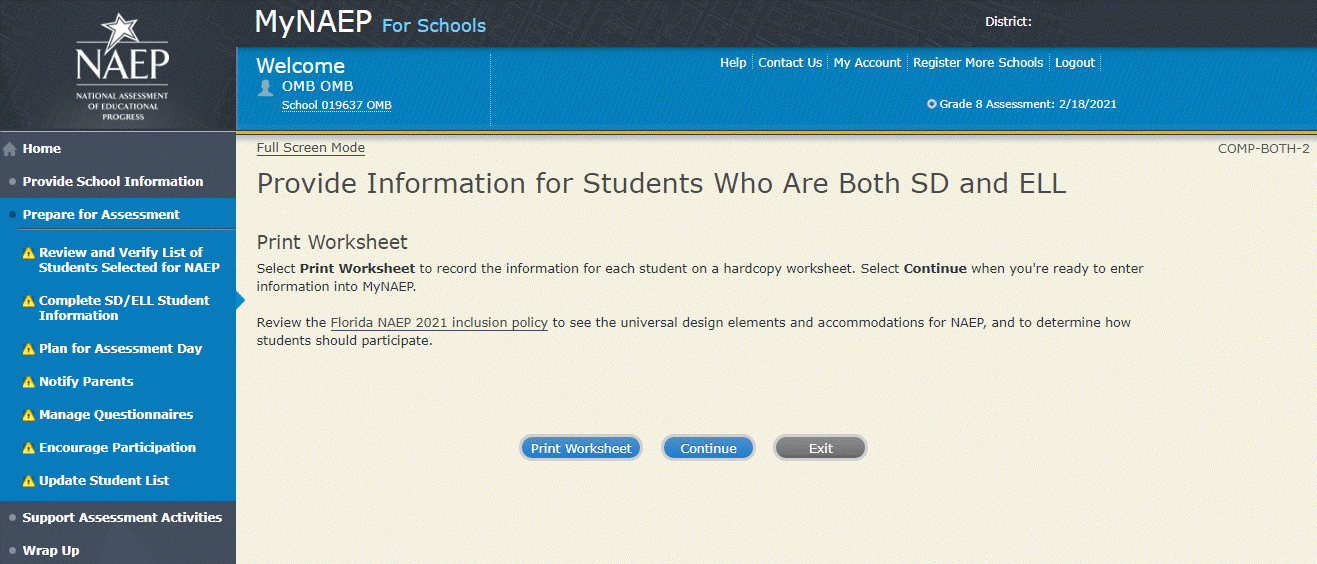 NAEP
NATIONAL ASSESSMENT
OF EDUCATIONAL
PROGRESS
MyNAEP For Schools
District:
Welcome
OMB OMB
School 019637 OMB
Help
Contact Us
My Account
Register More Schools
Logout
Grade 8 Assessment: 2/18/2021
Home
Provide School Information
Prepare for Assessment
Review and Verify List of
Students Selected for NAEP
Complete SD/ELL Student
Information
Plan for Assessment Day
Notify Parents
Manage Questionnaires
Encourage Participation
Update Student List
Support Assessment Activities
Wrap Up
Full Screen Mode
COMP-BOTH-2
Provide Information for Students Who Are Both SD and ELL
Print Worksheet
Select Print Worksheet to record the information for each student on a hardcopy worksheet. Select Continue when you're ready to enter
information into MyNAEP.
Review the Florida NAEP 2021 inclusion policy to see the universal design elements and accommodations for NAEP, and to determine how
students should participate.
Print Worksheet
Continue
Exit